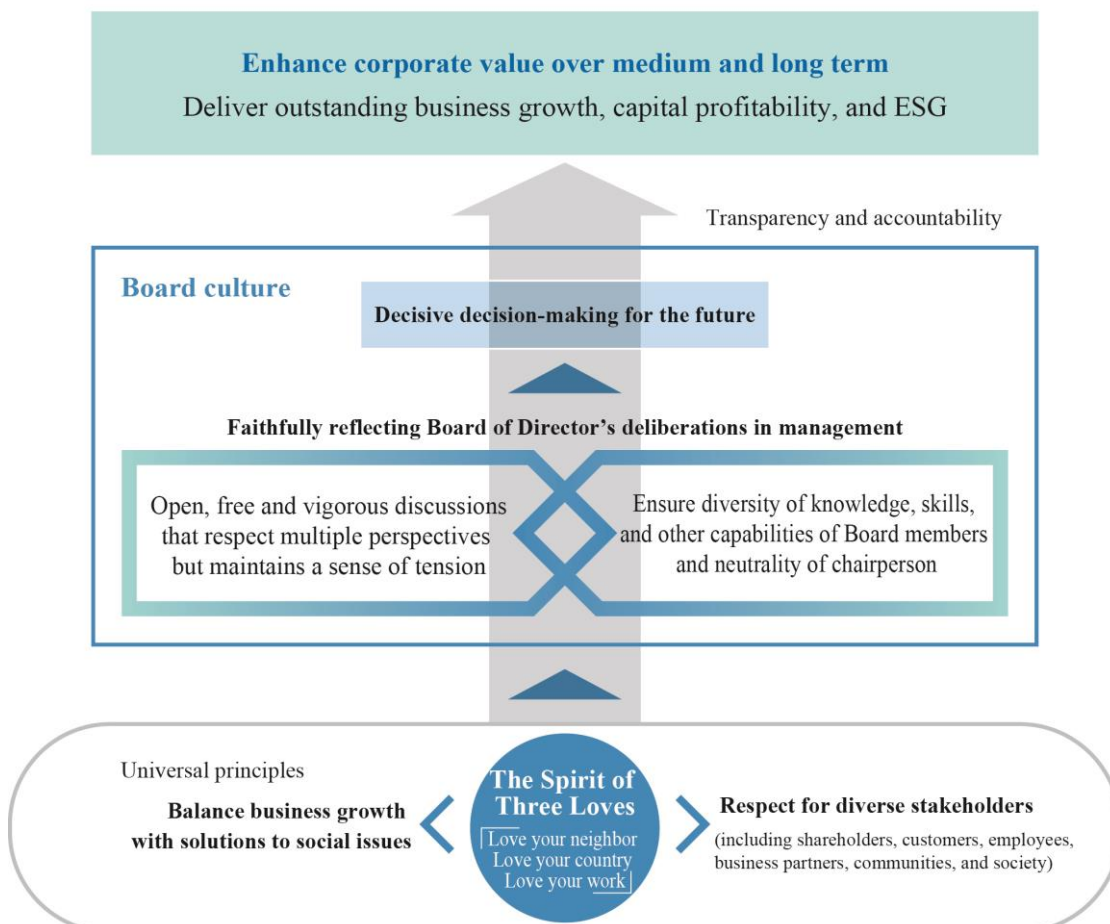 Enhance corporate value over medium and long term
Deliver outstanding business growth, capital profitability, and ESG
Transparency and accountability
Board culture
Decisive decision-making for the future
Faithfully reflecting Board of Director’s deliberations in management
Open, free and vigorous discussions
that respect multiple perspectives
but maintains a sense of tension
Ensure diversity of knowledge, skills,
and other capabilities of Board members
and neutrality of chairperson
Universal principles
Balance business growth
with solutions to social issues
The Spirit of
Three Loves
「Love your neighbor
Love your country
Love your work」
Respect for diverse stakeholders
(including shareholders, customers, employees,
business partners, communities, and society)